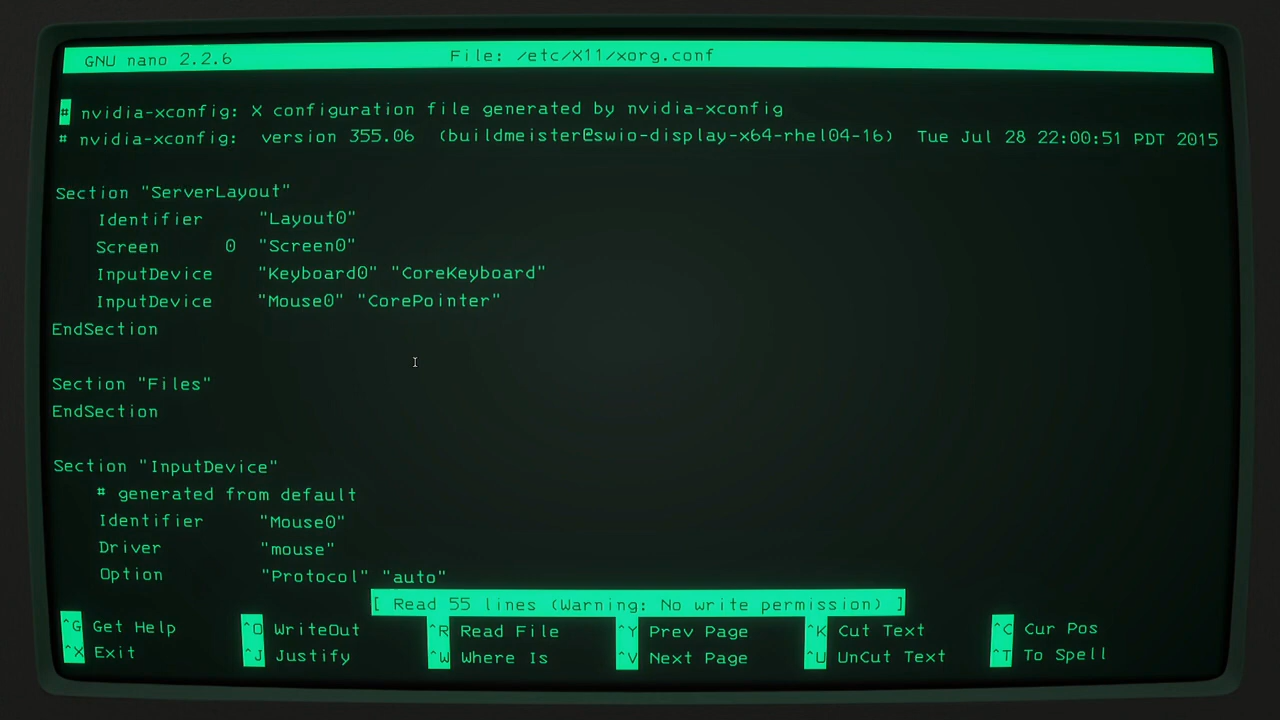 GNU nano 2.2.6 File: /etc/X11/xorg.conf
# nvidia-xconfig: X configuration file generated by nvidia-xconfig
# nvidia-xconfig: version 355.06 (buildmeister@swio-display-x64-rhel04-16) Tue Jul 28 22:00:51 PDT 2015
Section "ServerLayout"
Identifier "Layout0"
Screen 0 "Screen0"
InputDevice "Keyboard0" "CoreKeyboard"
InputDevice "Mouse0" "CorePointer"
EndSection
Section "Files"
EndSection
Section "InputDevice"
# generated from default
Identifier "Mouse0"
Driver "mouse"
Option "Protocol" "auto"
[ Read 55 lines (Warning: No write permission) ]
^G Get Help ^O WriteOut ^R Read File ^Y Prev Page ^K Cut Text ^C Cur Pos
^X Exit ^J Justify ^W Where Is ^V Next Page ^U UnCut Text ^T To Spell